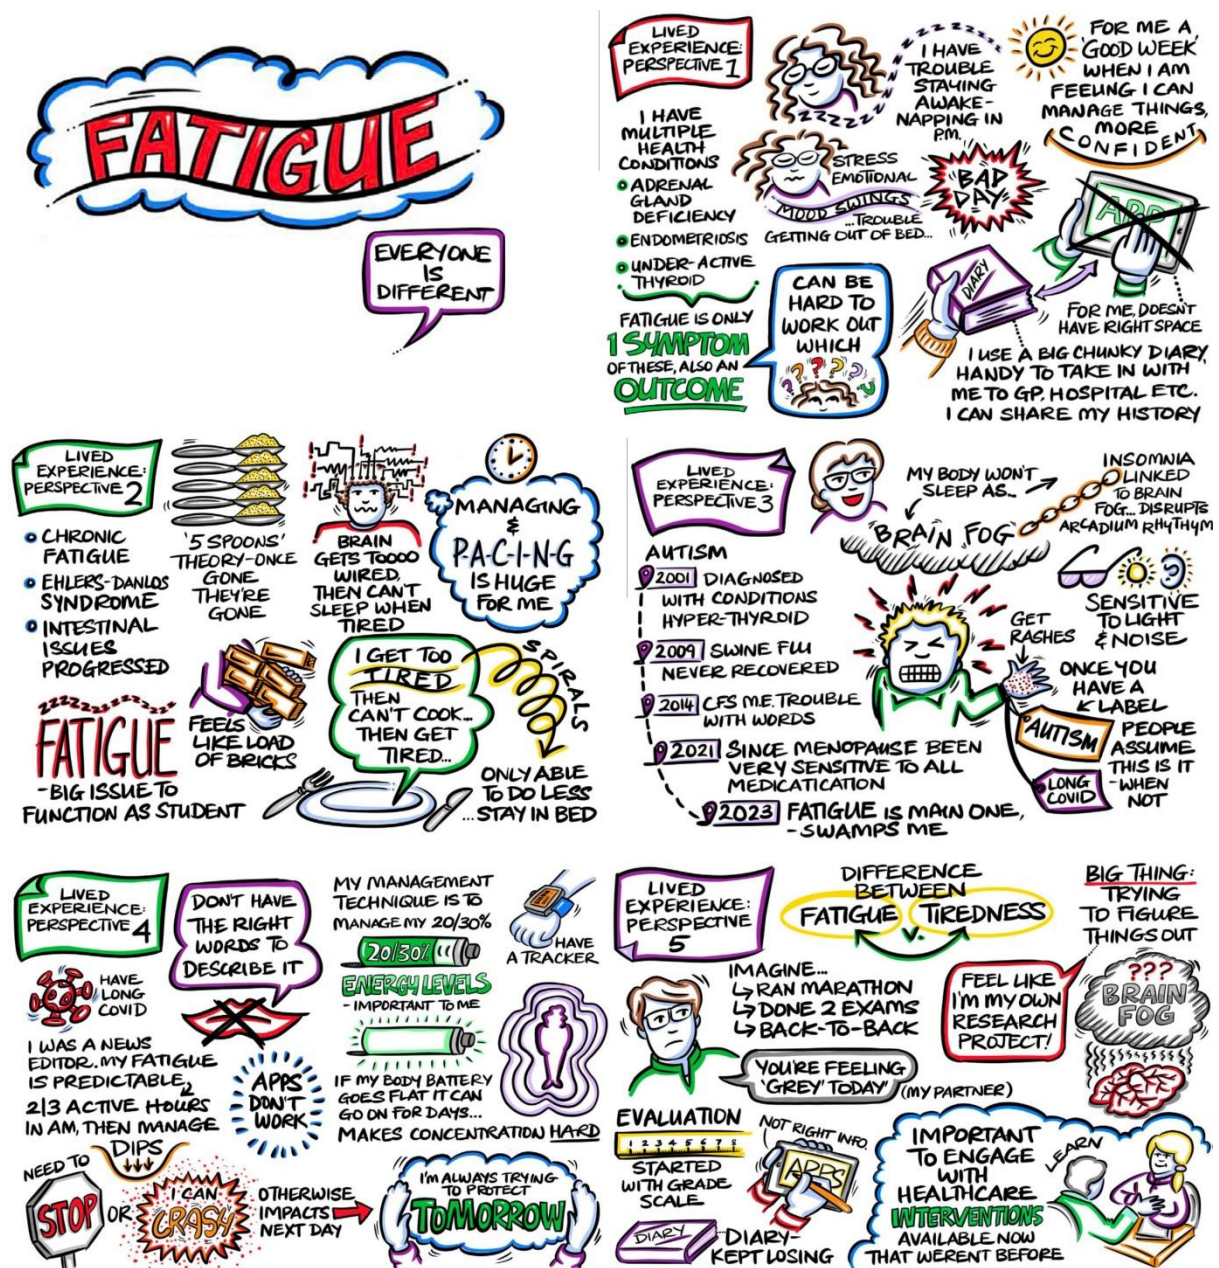 FATIGUE
EVERYONE
IS
DIFFERENT
LIVED
EXPERIENCE:
PERSPECTIVE 1
I HAVE
MULTIPLE
HEALTH
CONDITIONS
ADRENAL
GLAND
DEFICIENCY
ENDOMETRIOSIS
UNDER-ACTIVE
THYROID
FATIGUE IS ONLY
1 SYMPTOM
OF THESE, ALSO AN
OUTCOME
ZZZZZZ
I HAVE
TROUBLE
STAYING
AWAKE-
NAPPING IN
P.M.
FOR ME A
'GOOD WEEK'
WHEN I AM
FEELING I CAN
MANAGE THINGS,
MORE
CONFIDENT
STRESS
EMOTIONAL
MOOD SWINGS
...TROUBLE
GETTING OUT OF BED...
BAD
DAY
CAN BE
HARD TO
WORK OUT
WHICH
? ? ? ? ?
DIARY
APP
FOR ME, DOESN'T
HAVE RIGHT SPACE
I USE A BIG CHUNKY DIARY,
HANDY TO TAKE IN WITH
ME TO GP, HOSPITAL ETC.
I CAN SHARE MY HISTORY
LIVED
EXPERIENCE:
PERSPECTIVE 2
CHRONIC
FATIGUE
EHLERS-DANLOS
SYNDROME
INTESTINAL
ISSUES
PROGRESSED
'5 SPOONS'
THEORY-ONCE
GONE
THEY'RE
GONE
BRAIN
GETS TOOOO
WIRED,
THEN CAN'T
SLEEP WHEN
TIRED
MANAGING
&
P-A-C-I-N-G
IS HUGE
FOR ME
FATIGUE
-BIG ISSUE TO
FUNCTION AS STUDENT
FEELS
LIKE LOAD
OF BRICKS
I GET TOO
TIRED
THEN
CAN'T COOK...
THEN GET
TIRED...
SPIRALS
ONLY ABLE
TO DO LESS
...STAY IN BED
LIVED
EXPERIENCE:
PERSPECTIVE 3
AUTISM
2001 DIAGNOSED
WITH CONDITIONS
HYPER-THYROID
2009 SWINE FLU
NEVER RECOVERED
2014 CFS M.E. TROUBLE
WITH WORDS
2021 SINCE MENOPAUSE BEEN
VERY SENSITIVE TO ALL
MEDICATICATION
2023 FATIGUE IS MAIN ONE,
-SWAMPS ME
MY BODY WON'T
SLEEP AS...
BRAIN FOG
INSOMNIA
LINKED
TO BRAIN
FOG... DISRUPTS
ARCADIUM RHYTHYM
SENSITIVE
TO LIGHT
& NOISE
GET
RASHES
ONCE YOU
HAVE A
LABEL
AUTISM
LONG
COVID
PEOPLE
ASSUME
THIS IS IT
-WHEN
NOT
LIVED
EXPERIENCE:
PERSPECTIVE 4
HAVE
LONG
COVID
I WAS A NEWS
EDITOR..MY FATIGUE
IS PREDICTABLE,
2/3 ACTIVE HOURS
IN AM, THEN MANAGE
DIPS
DON'T HAVE
THE RIGHT
WORDS TO
DESCRIBE IT
APPS
DON'T
WORK
MY MANAGEMENT
TECHNIQUE IS TO
MANAGE MY 20/30%
20/30%
ENERGY LEVELS
- IMPORTANT TO ME
IF MY BODY BATTERY
GOES FLAT IT CAN
GO ON FOR DAYS...
MAKES CONCENTRATION HARD
HAVE
A TRACKER
NEED TO
STOP
OR
I CAN
CRASH
OTHERWISE
IMPACTS
NEXT DAY
I'M ALWAYS TRYING
TO PROTECT
TOMORROW
LIVED
EXPERIENCE:
PERSPECTIVE
5
DIFFERENCE
BETWEEN
FATIGUE V. TIREDNESS
IMAGINE...
RAN MARATHON
DONE 2 EXAMS
BACK-TO-BACK
YOU'RE FEELING
'GREY' TODAY
(MY PARTNER)
BIG THING:
TRYING
TO FIGURE
THINGS OUT
FEEL LIKE
I'M MY OWN
RESEARCH
PROJECT!
???
BRAIN
FOG
EVALUATION
1 2 3 4 5 6 7 8
STARTED
WITH GRADE
SCALE
NOT RIGHT INFO.
APPS
DIARY
DIARY-
KEPT LOSING
IMPORTANT
TO ENGAGE
WITH
HEALTHCARE
INTERVENTIONS
AVAILABLE NOW
THAT WERENT BEFORE
LEARN